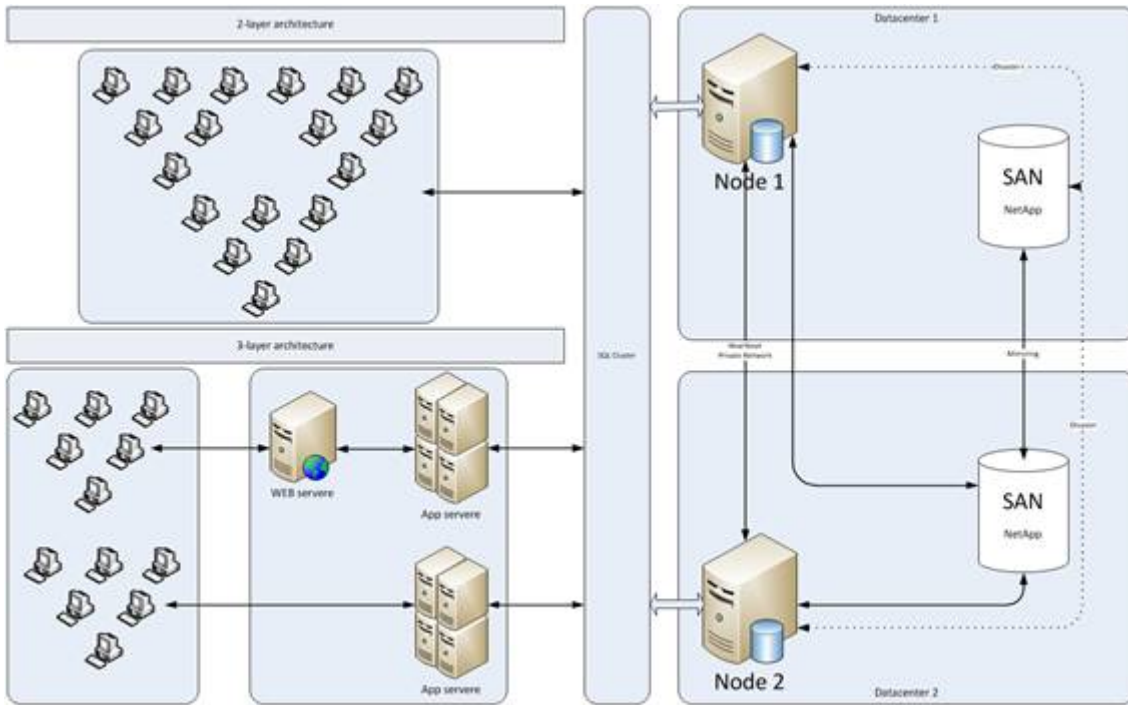 2-layer architecture
3-layer architecture
WEB servere
App servere
App servere
SQL Cluster
Datacenter 1
Node 1
SAN
NetApp
Private Network
Mirroring
Disaster
SAN
NetApp
Node 2
Datacenter 2